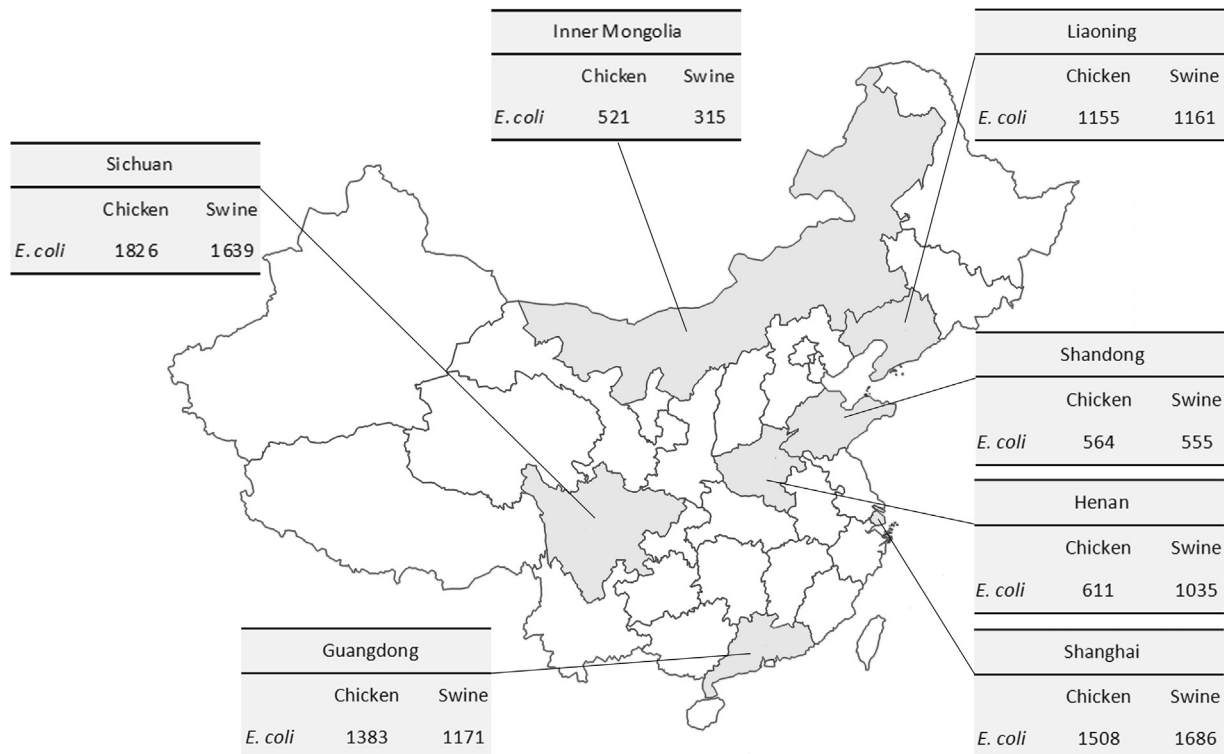 Inner Mongolia
Chicken Swine
E. coli 521 315
Liaoning
Chicken Swine
E. coli 1155 1161
Sichuan
Chicken Swine
E. coli 1826 1639
Shandong
Chicken Swine
E. coli 564 555
Henan
Chicken Swine
E. coli 611 1035
Guangdong
Chicken Swine
E. coli 1383 1171
Shanghai
Chicken Swine
E. coli 1508 1686